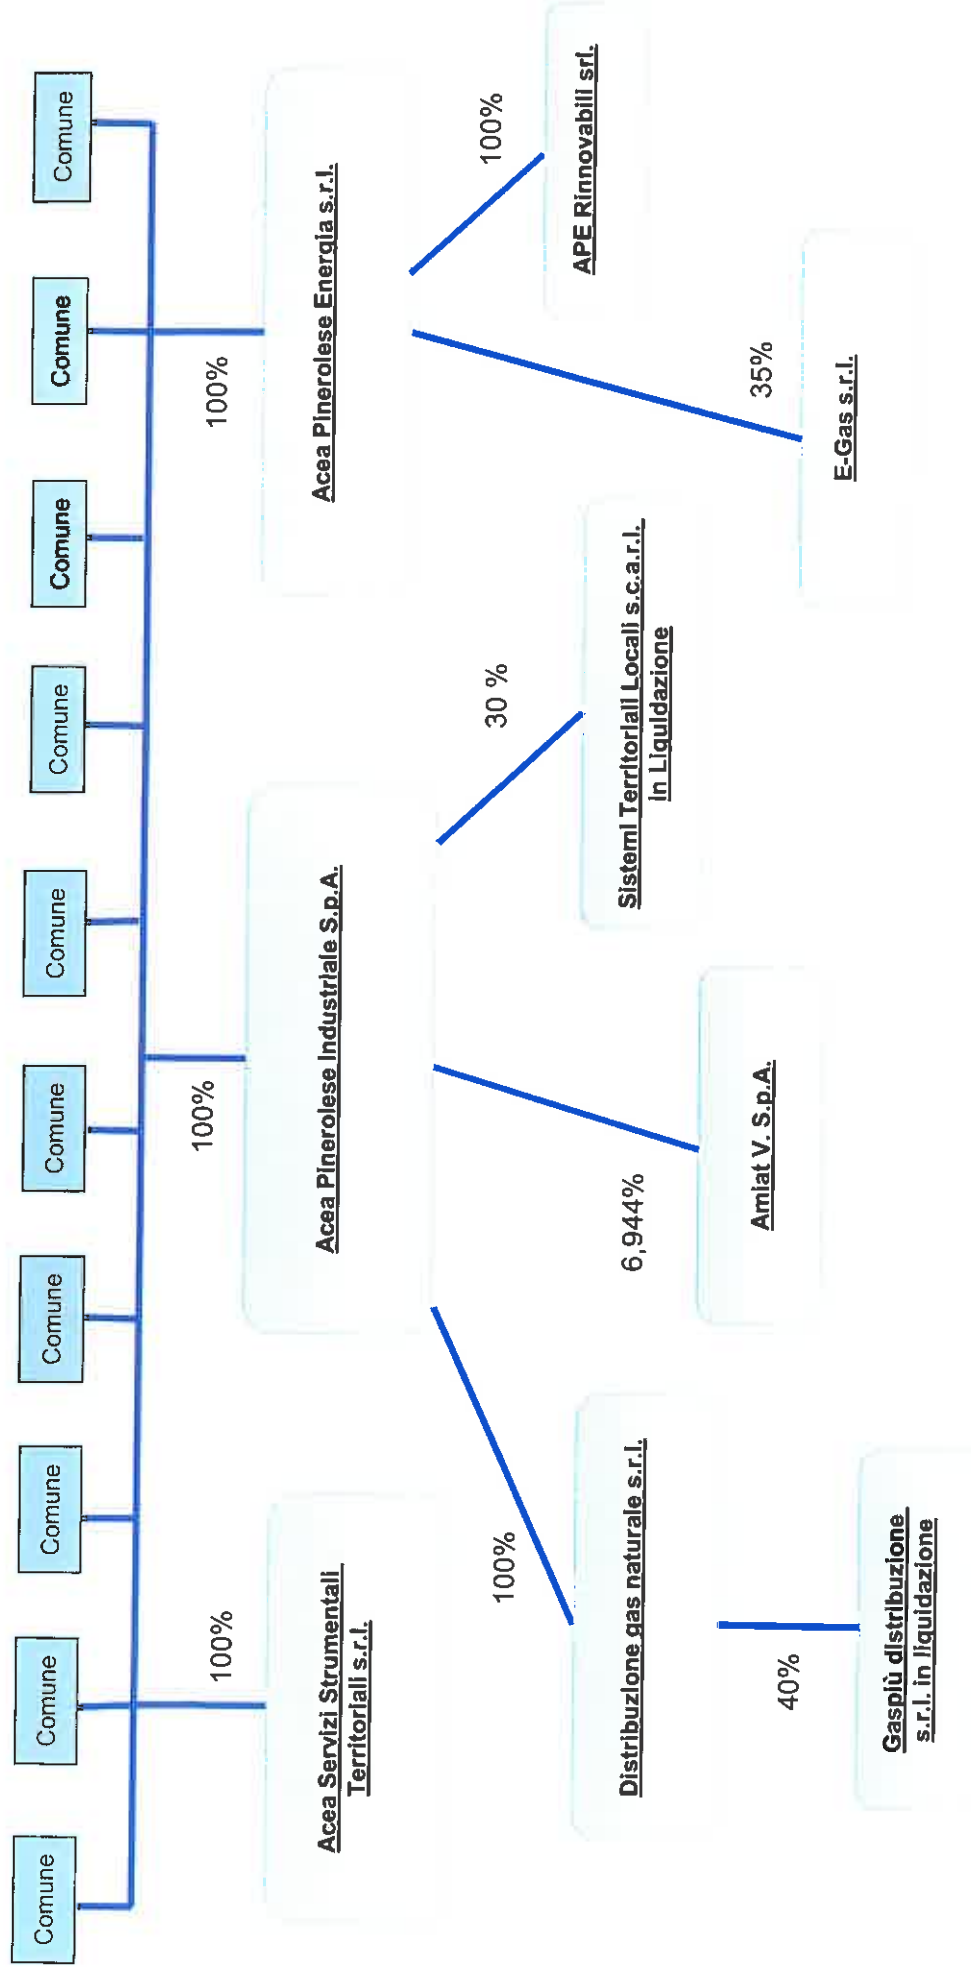 Comune
Comune
Comune
Comune
Comune
Comune
Comune
Comune
Comune
Comune
100%
100%
100%
Acea Servizi Strumentali
Territoriali s.r.l.
Acea Pinerolese Industriale S.p.A.
Acea Pinerolese Energia s.r.l.
100%
6,944%
30 %
35%
100%
Distribuzione gas naturale s.r.l.
Amiat V. S.p.A.
Sistemi Territoriali Locali s.c.a.r.l.
in Liquidazione
E-Gas s.r.l.
APE Rinnovabili srl.
40%
Gaspiù distribuzione
s.r.l. in liquidazione